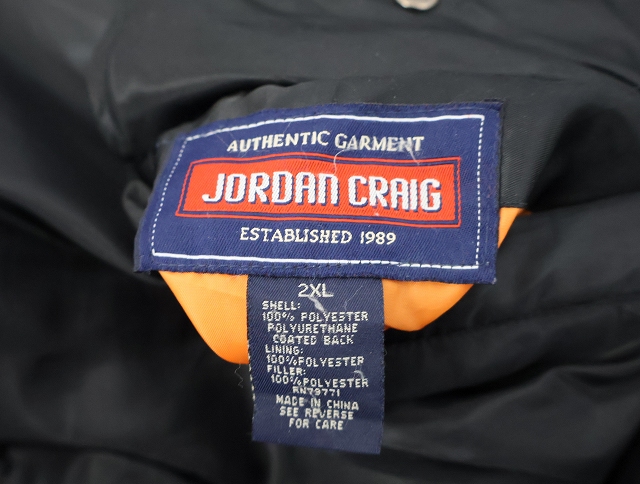 AUTHENTIC GARMENT
JORDAN CRAIG
ESTABLISHED 1989
2XL
SHELL:
100% POLYESTER
POLYURETHANE
COATED BACK
LINING:
100%POLYESTER
FILLER:
100%POLYESTER
RN79771
MADE IN CHINA
SEE REVERSE
FOR CARE